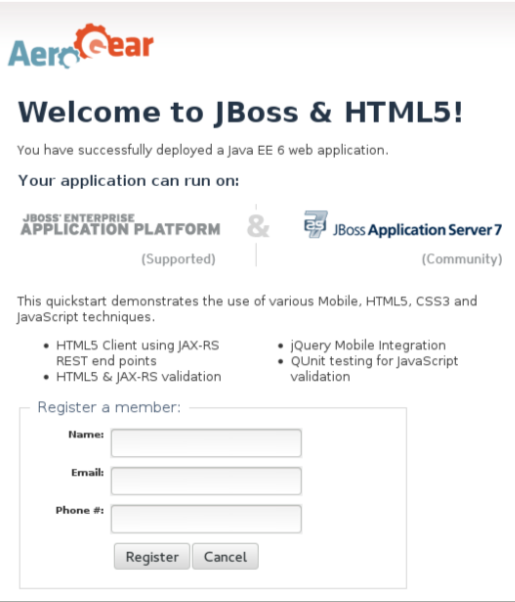 AeroGear
Welcome to JBoss & HTML5!
You have successfully deployed a Java EE 6 web application.
Your application can run on:
JBOSS® ENTERPRISE
APPLICATION PLATFORM
(Supported)
&
as JBoss Application Server 7
(Community)
This quickstart demonstrates the use of various Mobile, HTML5, CSS3 and
JavaScript techniques.
• HTML5 Client using JAX-RS
REST end points
• HTML5 & JAX-RS validation
• jQuery Mobile Integration
• QUnit testing for JavaScript
validation
Register a member:
Name:
Email:
Phone #:
Register Cancel